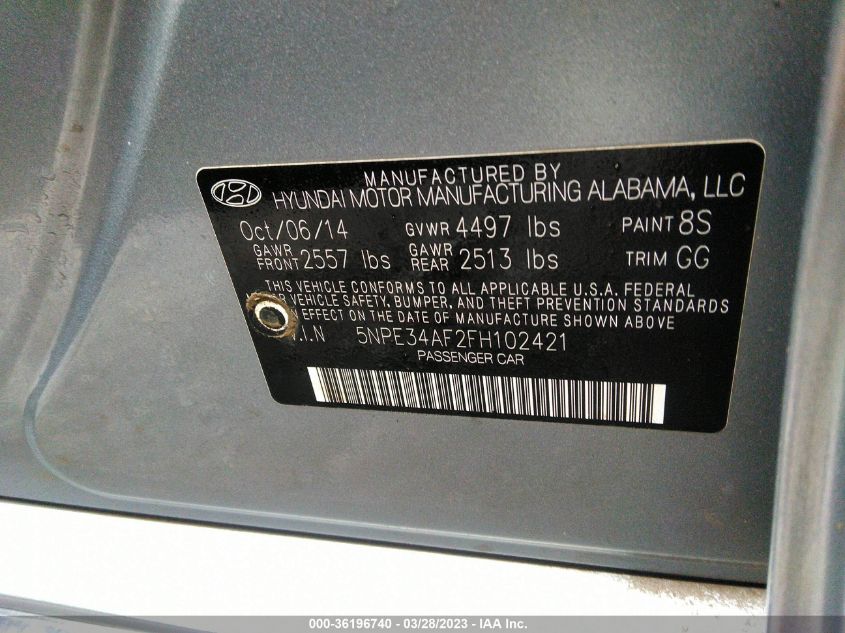 MANUFACTURED BY
HYUNDAI MOTOR MANUFACTURING ALABAMA, LLC
Oct/06/14 GVWR 4497 lbs PAINT 8S
GAWR FRONT 2557 lbs GAWR REAR 2513 lbs TRIM GG
THIS VEHICLE CONFORMS TO ALL APPLICABLE U.S.A. FEDERAL
VEHICLE SAFETY, BUMPER, AND THEFT PREVENTION STANDARDS
EFFECT ON THE DATE OF MANUFACTURE SHOWN ABOVE
V.I.N 5NPE34AF2FH102421
PASSENGER CAR
000-36196740 - 03/28/2023 - IAA Inc.